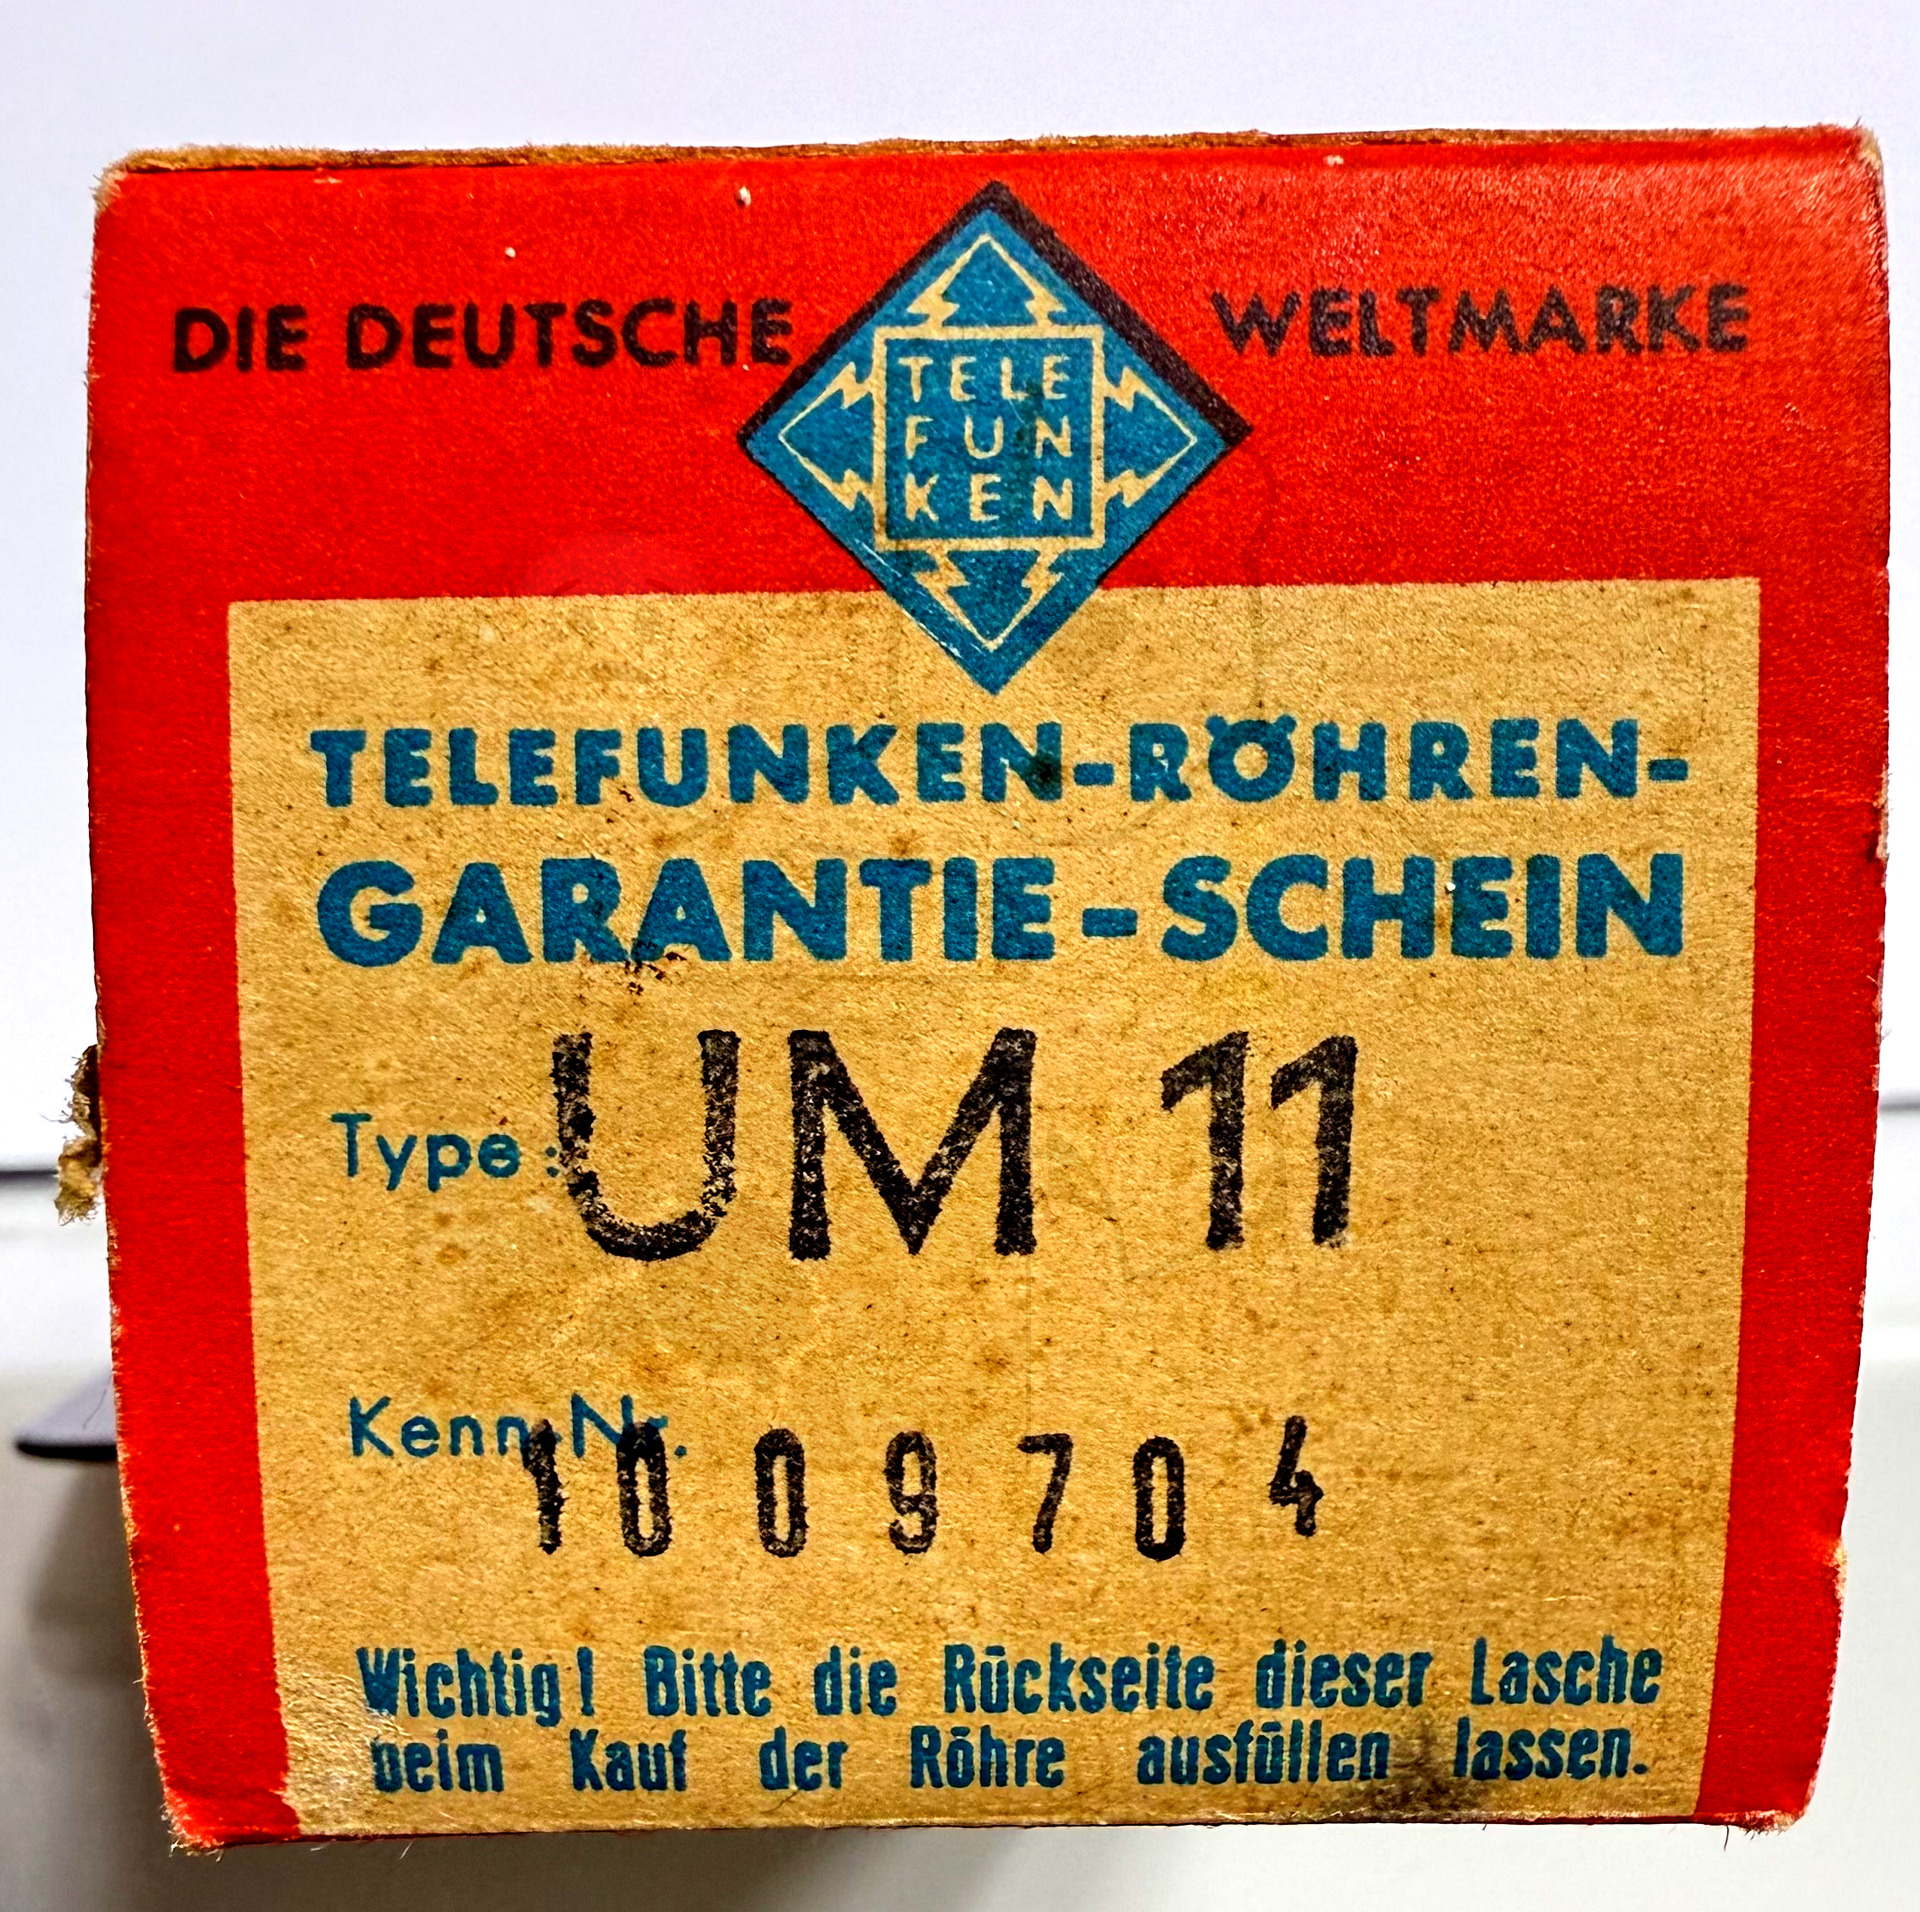 DIE DEUTSCHE WELTMARKE
TELE
FUN
KEN
TELEFUNKEN-RÖHREN-
GARANTIE-SCHEIN
Type: UM 11
Kenn-Nr. 1009704
Wichtig! Bitte die Rückseite dieser Lasche
beim Kauf der Röhre ausfüllen lassen.